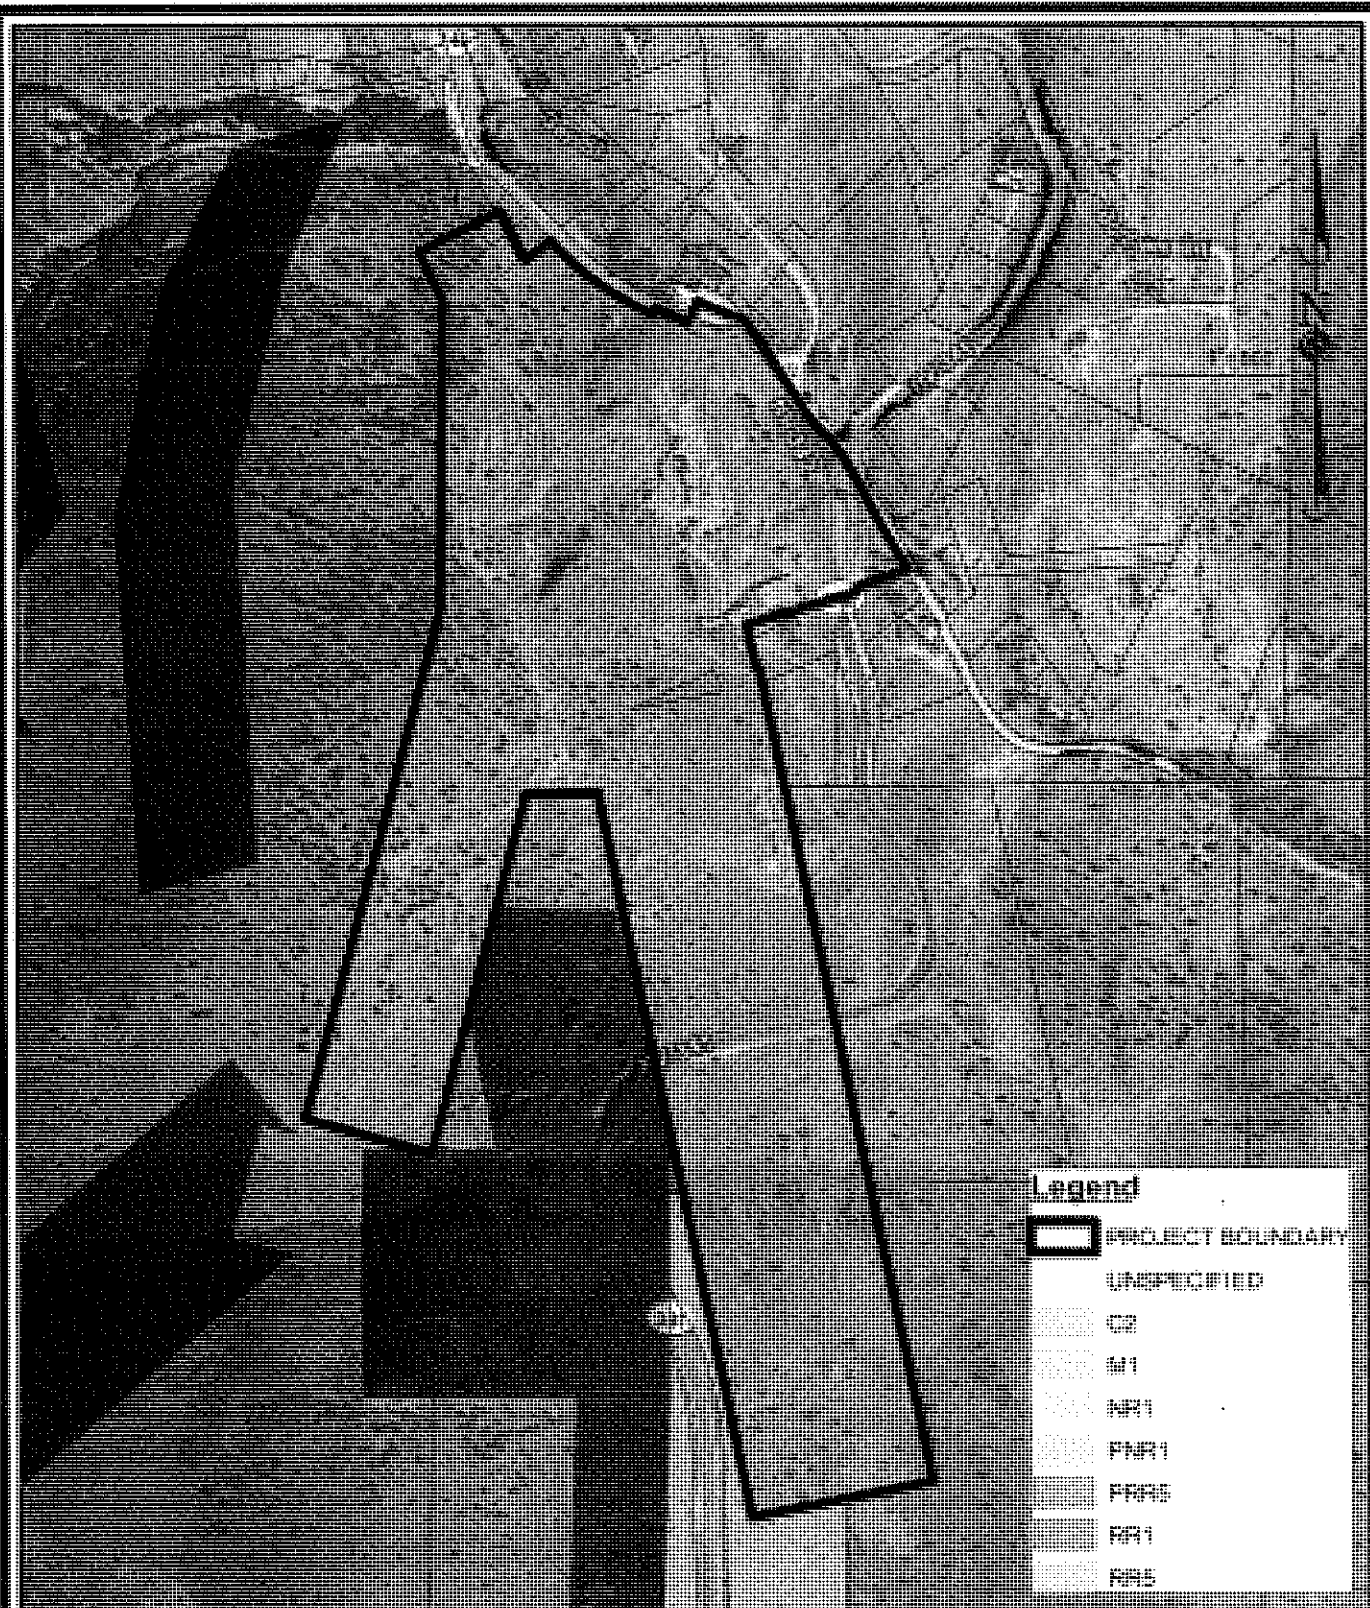 Legend
PROJECT BOUNDARY
UNSPECIFIED
C2
M1
NR1
PNR1
PRR5
RR1
RR5